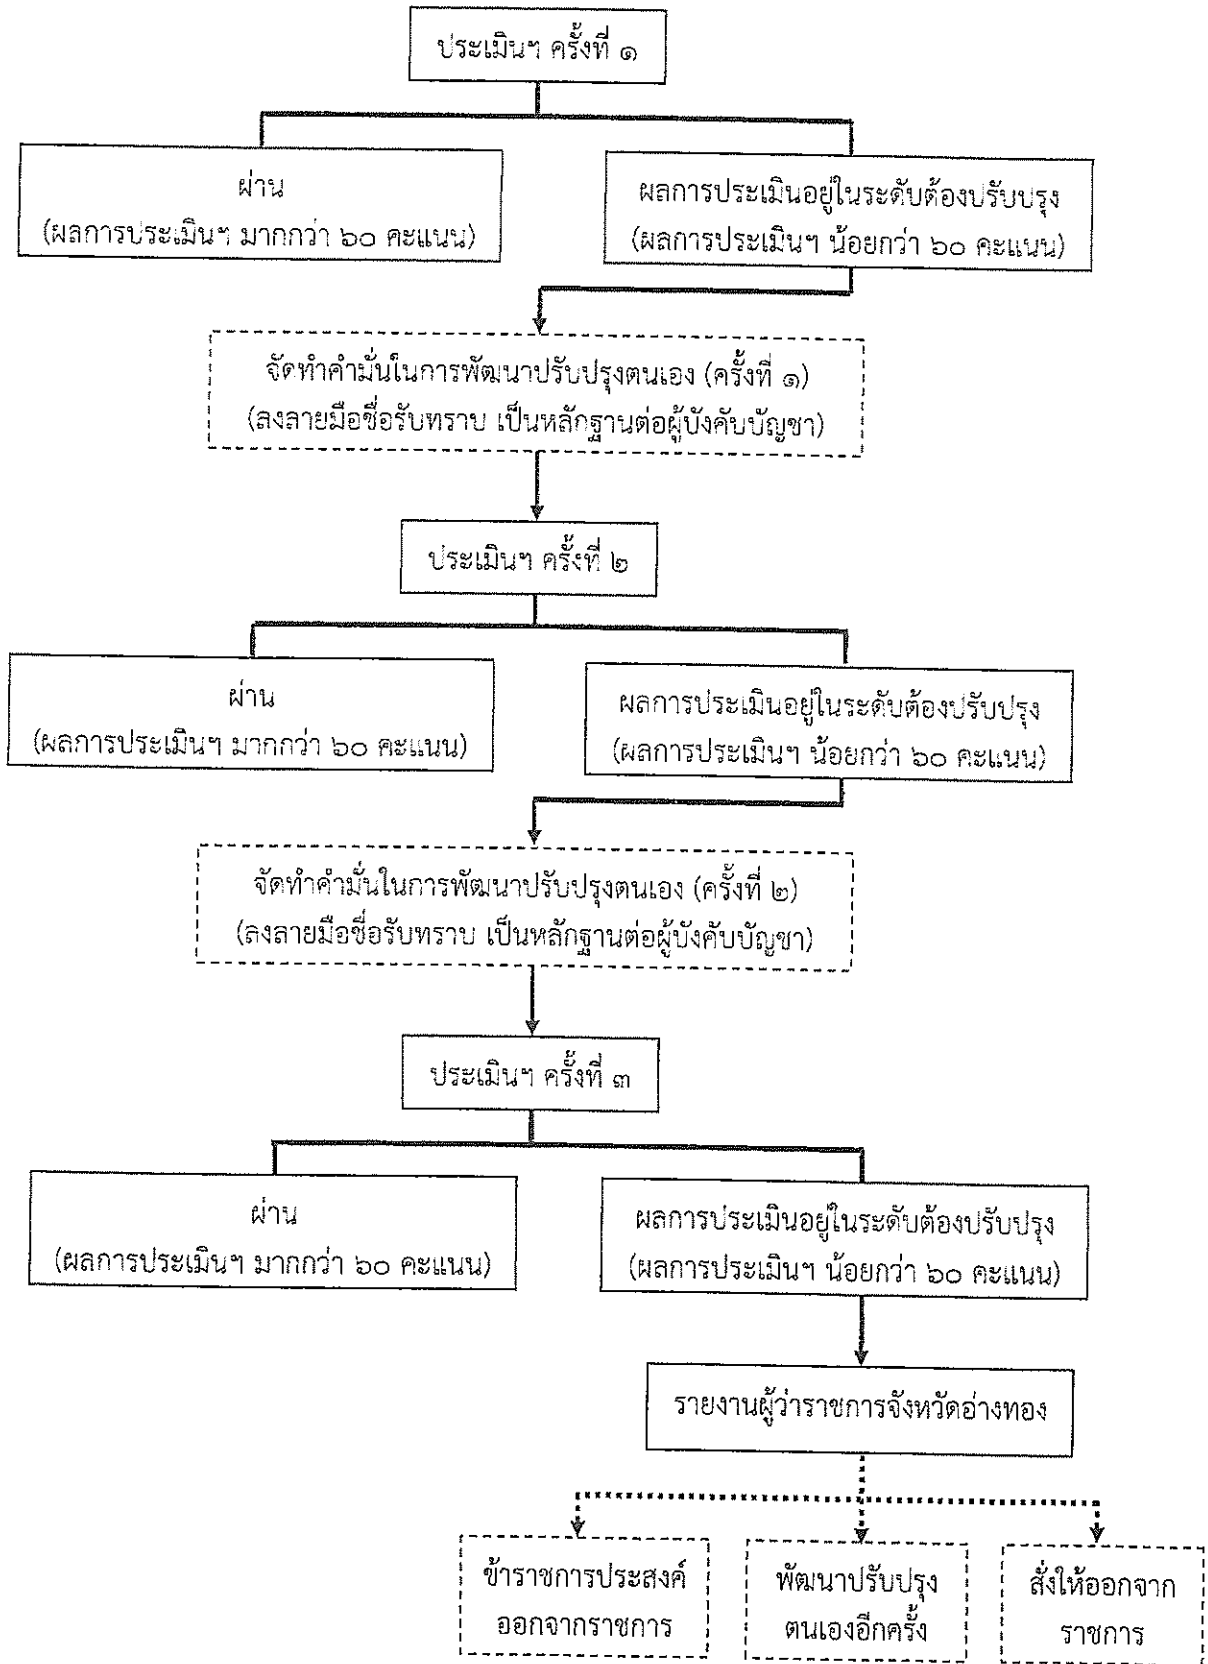 ประเมินฯ ครั้งที่ ๑
ผ่าน
(ผลการประเมินฯ มากกว่า ๖๐ คะแนน)
ผลการประเมินอยู่ในระดับต้องปรับปรุง
(ผลการประเมินฯ น้อยกว่า ๖๐ คะแนน)
จัดทำคำมั่นในการพัฒนาปรับปรุงตนเอง (ครั้งที่ ๑)
(ลงลายมือชื่อรับทราบ เป็นหลักฐานต่อผู้บังคับบัญชา)
ประเมินฯ ครั้งที่ ๒
ผ่าน
(ผลการประเมินฯ มากกว่า ๖๐ คะแนน)
ผลการประเมินอยู่ในระดับต้องปรับปรุง
(ผลการประเมินฯ น้อยกว่า ๖๐ คะแนน)
จัดทำคำมั่นในการพัฒนาปรับปรุงตนเอง (ครั้งที่ ๒)
(ลงลายมือชื่อรับทราบ เป็นหลักฐานต่อผู้บังคับบัญชา)
ประเมินฯ ครั้งที่ ๓
ผ่าน
(ผลการประเมินฯ มากกว่า ๖๐ คะแนน)
ผลการประเมินอยู่ในระดับต้องปรับปรุง
(ผลการประเมินฯ น้อยกว่า ๖๐ คะแนน)
รายงานผู้ว่าราชการจังหวัดอ่างทอง
ข้าราชการประสงค์
ออกจากราชการ
พัฒนาปรับปรุง
ตนเองอีกครั้ง
สั่งให้ออกจาก
ราชการ